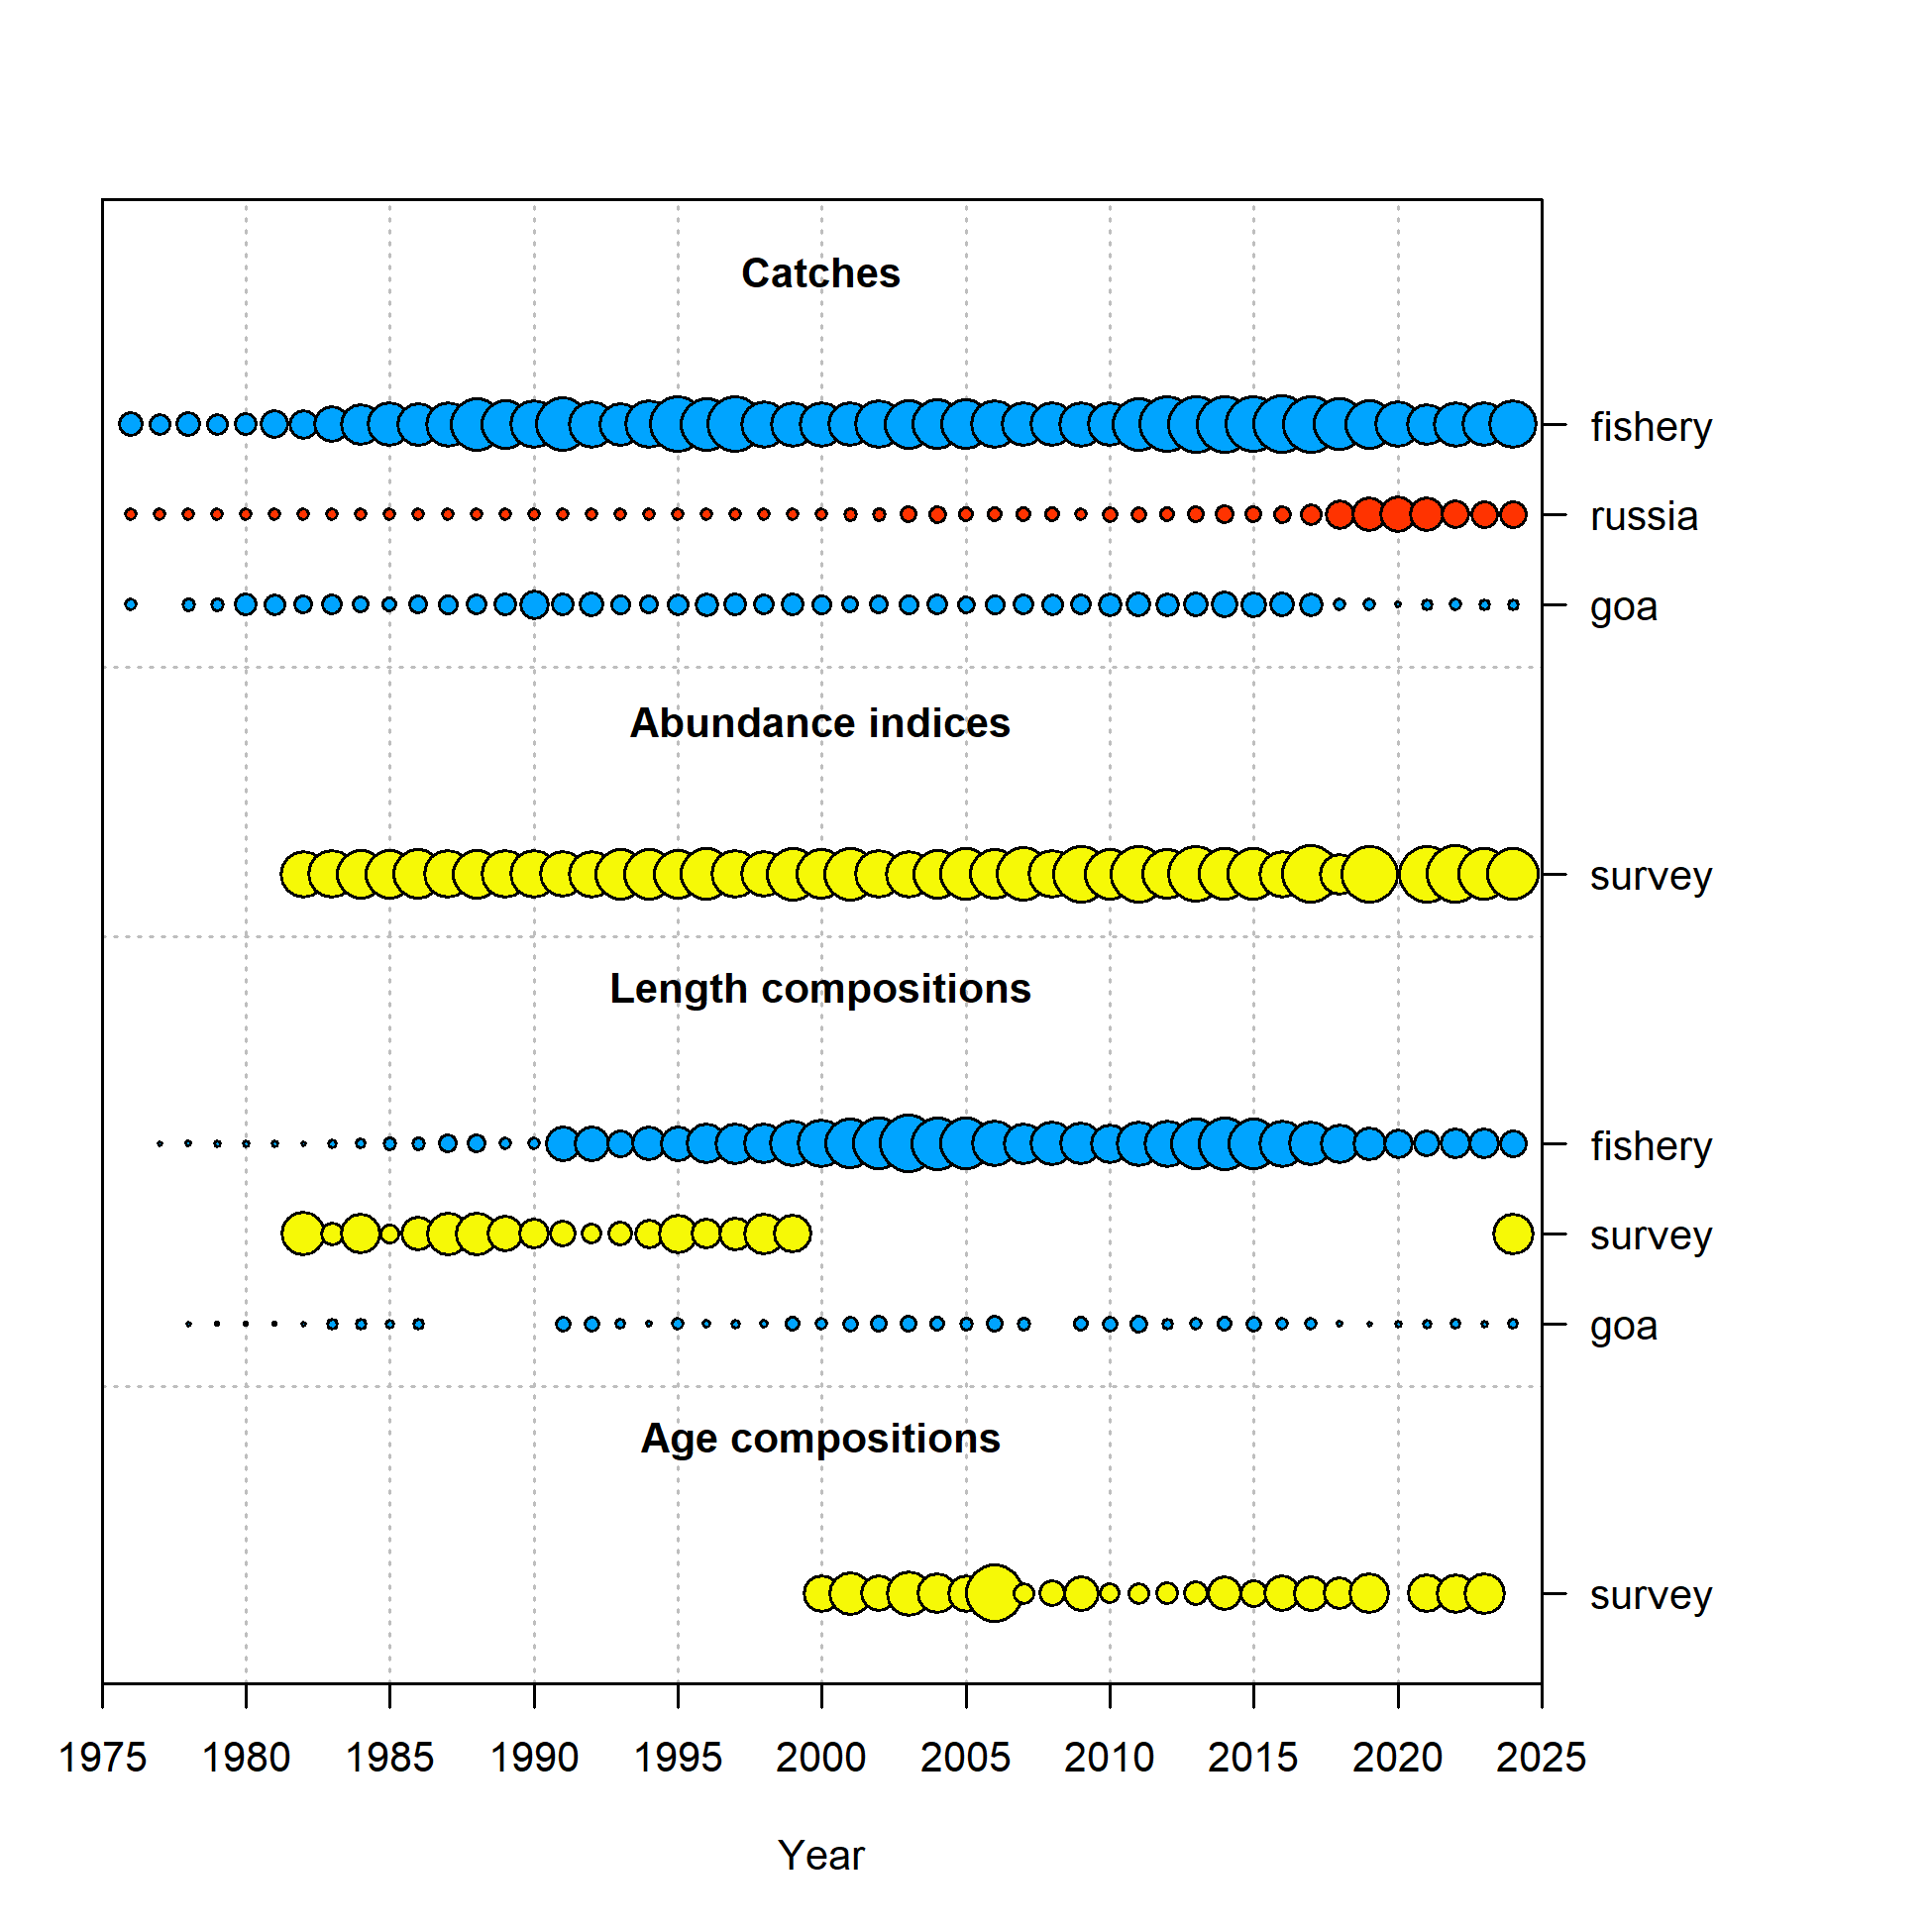 Catches
fishery
russia
goa
Abundance indices
survey
Length compositions
fishery
survey
goa
Age compositions
survey
1975 1980 1985 1990 1995 2000 2005 2010 2015 2020 2025
Year